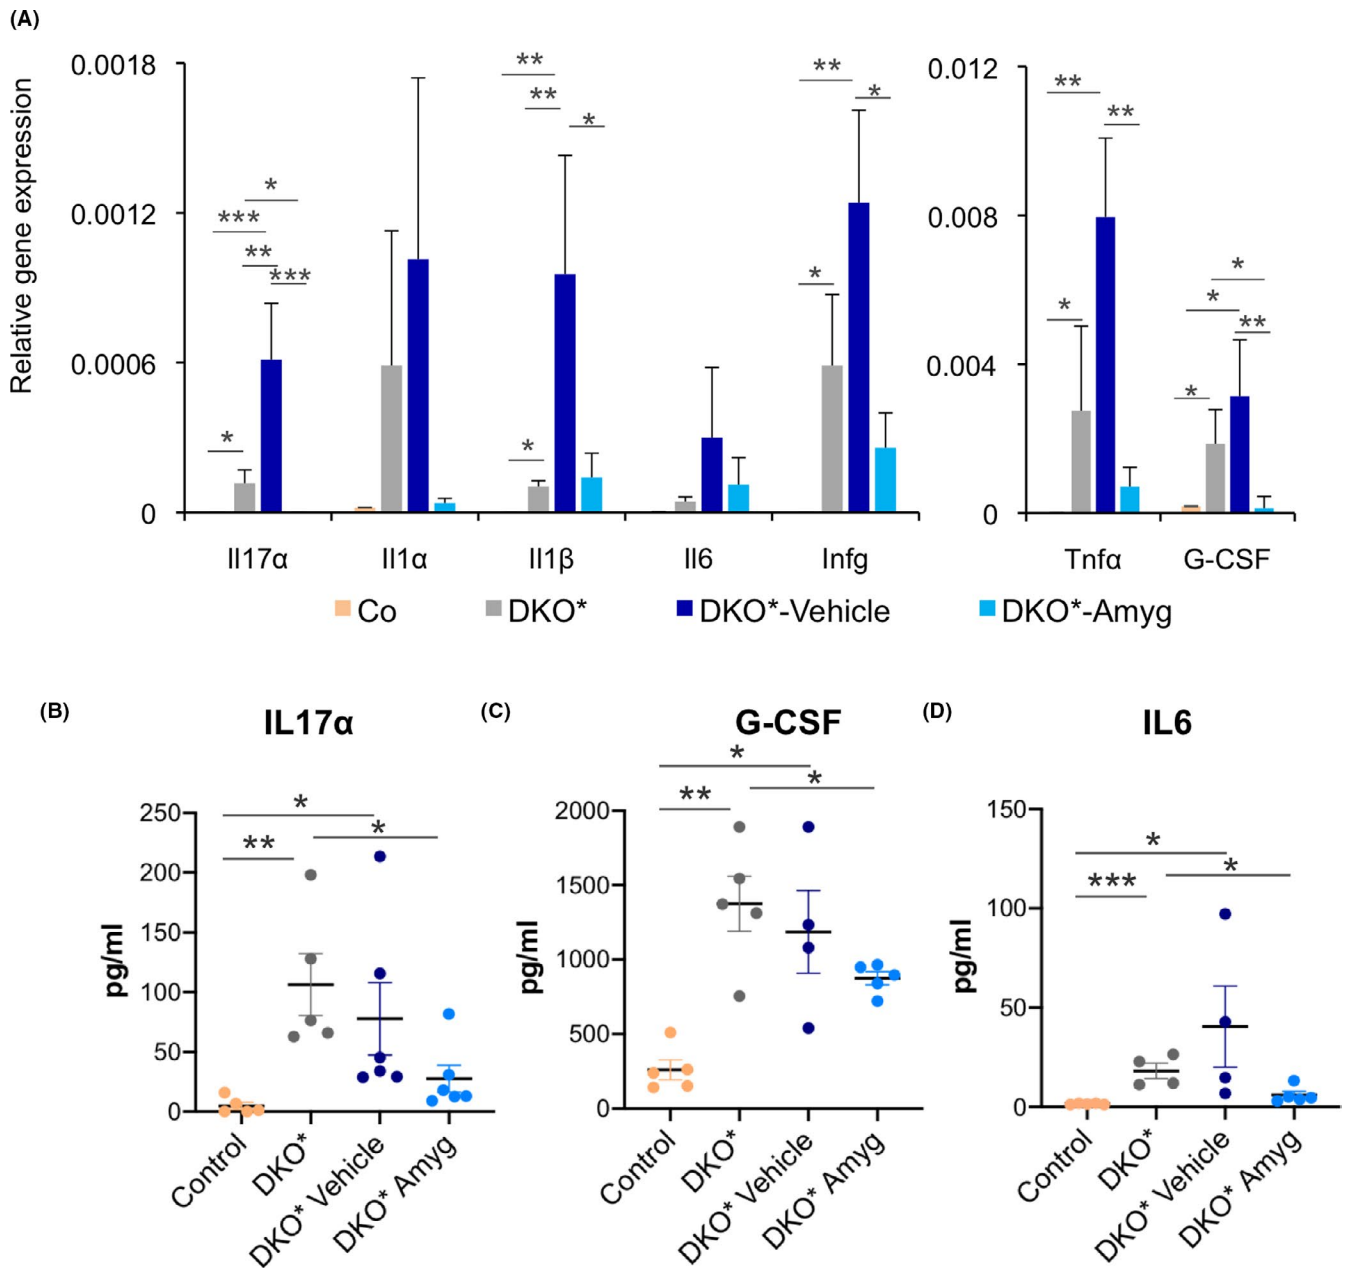 (A)
Relative gene expression
0.0018
0.0012
0.0006
0
** ** * ** *
* *** ** *** * * *
Il17α Il1α Il1β Il6 Infg
0.012
0.008
0.004
0
** ** * * * ** *
Tnfα G-CSF
Co DKO* DKO*-Vehicle DKO*-Amyg
(B) IL17α
pg/ml
250
200
150
100
50
0
* * **
Control DKO* DKO* Vehicle DKO* Amyg
(C) G-CSF
pg/ml
2000
1500
1000
500
0
* * **
Control DKO* DKO* Vehicle DKO* Amyg
(D) IL6
pg/ml
150
100
50
0
* * ***
Control DKO* DKO* Vehicle DKO* Amyg